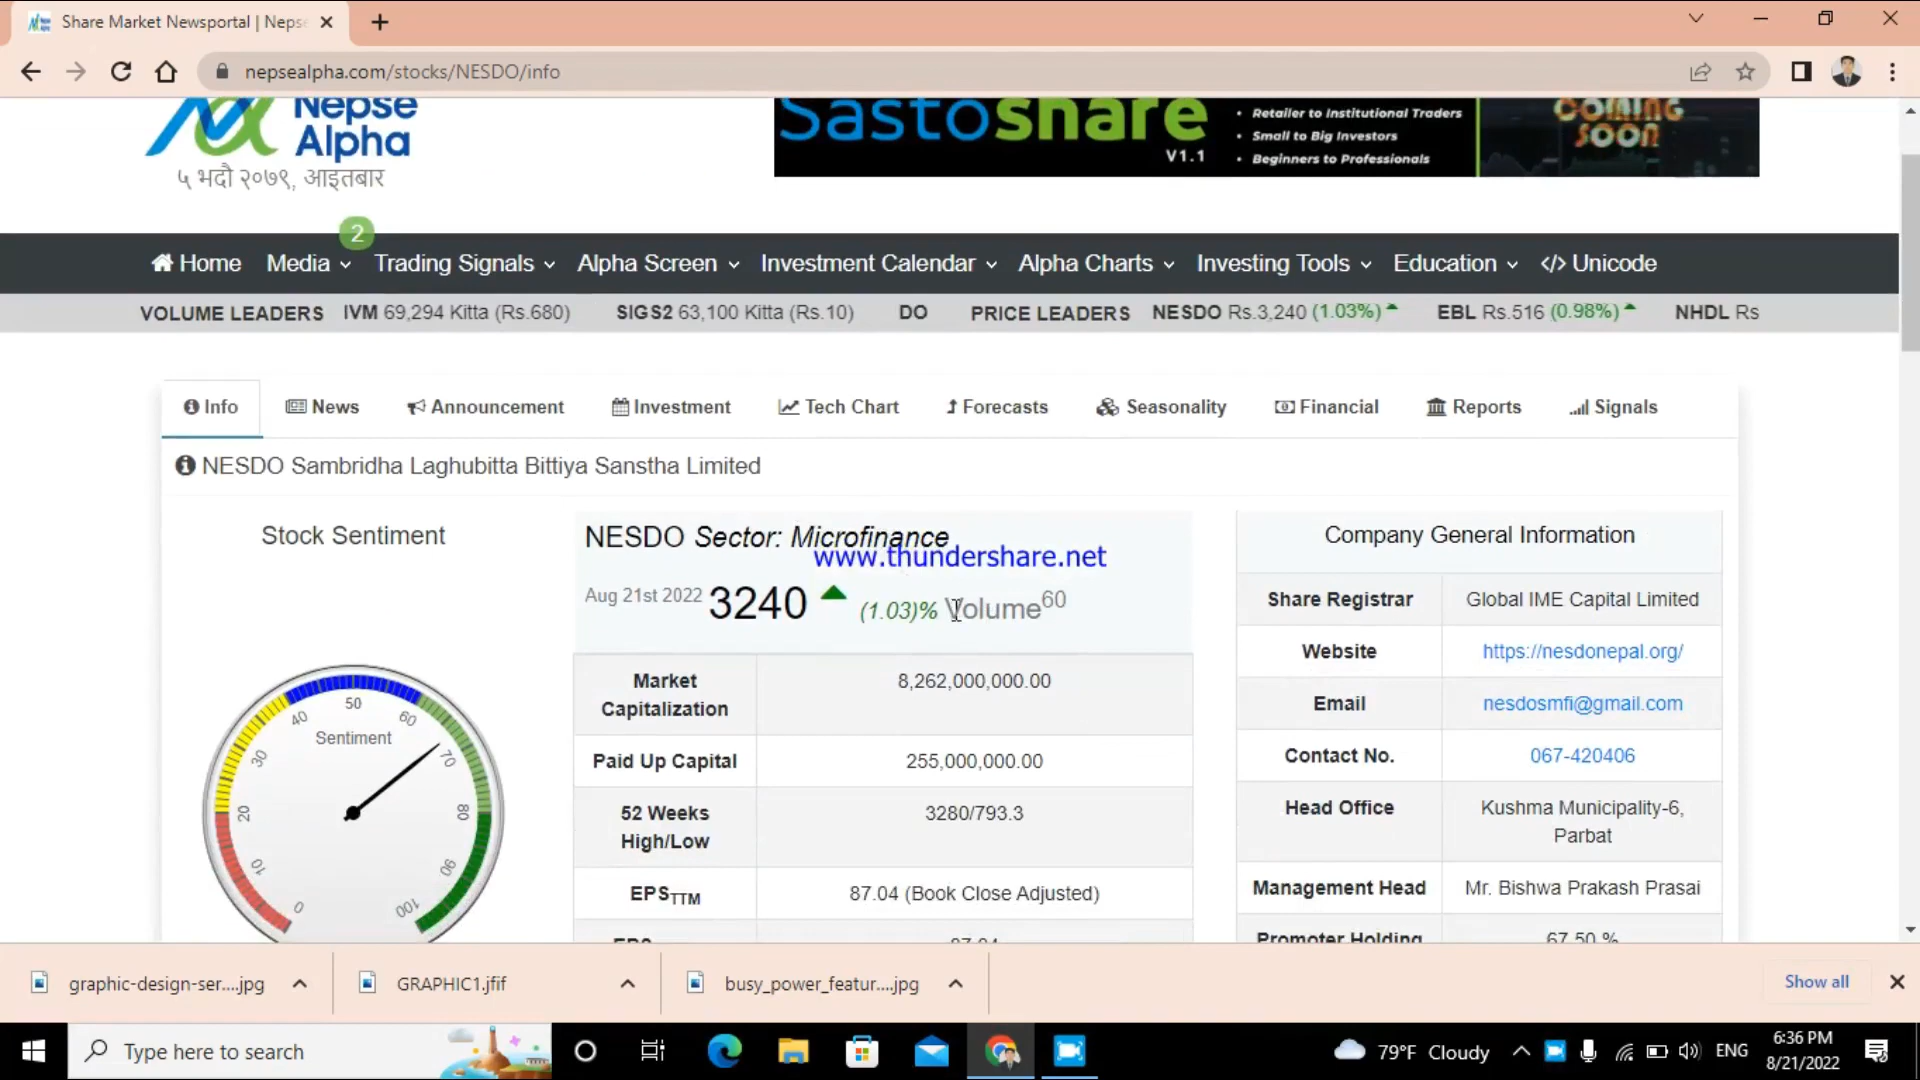 Share Market Newsportal | Neps
nepsealpha.com/stocks/NESDO/info
Nepse
Alpha
५ भदौ २०७९, आइतबार
Sastoshare
V1.1
• Retailer to Institutional Traders
• Small to Big Investors
• Beginners to Professionals
COMING
SOON
2
Home Media Trading Signals Alpha Screen Investment Calendar Alpha Charts Investing Tools Education </> Unicode
VOLUME LEADERS IVM 69,294 Kitta (Rs.680) SIGS2 63,100 Kitta (Rs.10) DO PRICE LEADERS NESDO Rs.3,240 (1.03%) EBL Rs.516 (0.98%) NHDL Rs
Info News Announcement Investment Tech Chart Forecasts Seasonality Financial Reports Signals
NESDO Sambridha Laghubitta Bittiya Sanstha Limited
Stock Sentiment
0 10 20 30 40 50 60 70 80 90 100
Sentiment
NESDO Sector: Microfinance
www.thundershare.net
Aug 21st 2022 3240 (1.03)% Volume60
Market Capitalization 8,262,000,000.00
Paid Up Capital 255,000,000.00
52 Weeks High/Low 3280/793.3
EPSTTM 87.04 (Book Close Adjusted)
EPS 87.04
Company General Information
Share Registrar Global IME Capital Limited
Website https://nesdonepal.org/
Email nesdosmfi@gmail.com
Contact No. 067-420406
Head Office Kushma Municipality-6, Parbat
Management Head Mr. Bishwa Prakash Prasai
Promoter Holding 67.50 %
graphic-design-ser....jpg GRAPHIC1.jfif busy_power_featur....jpg Show all
Type here to search
79°F Cloudy ENG
6:36 PM
8/21/2022